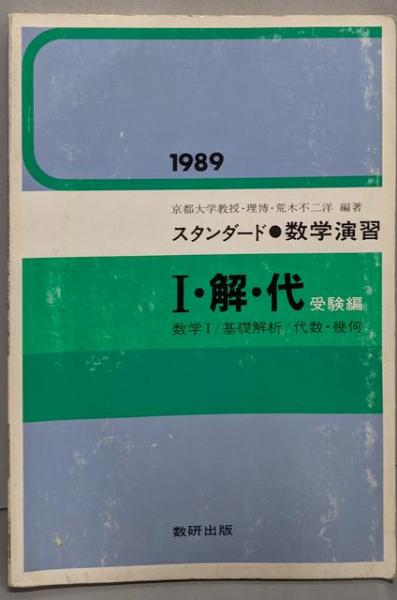 1989
京都大学教授・理博・荒木不二洋 編著
スタンダード●数学演習
I・解・代 受験編
数学I/基礎解析/代数・幾何
数研出版